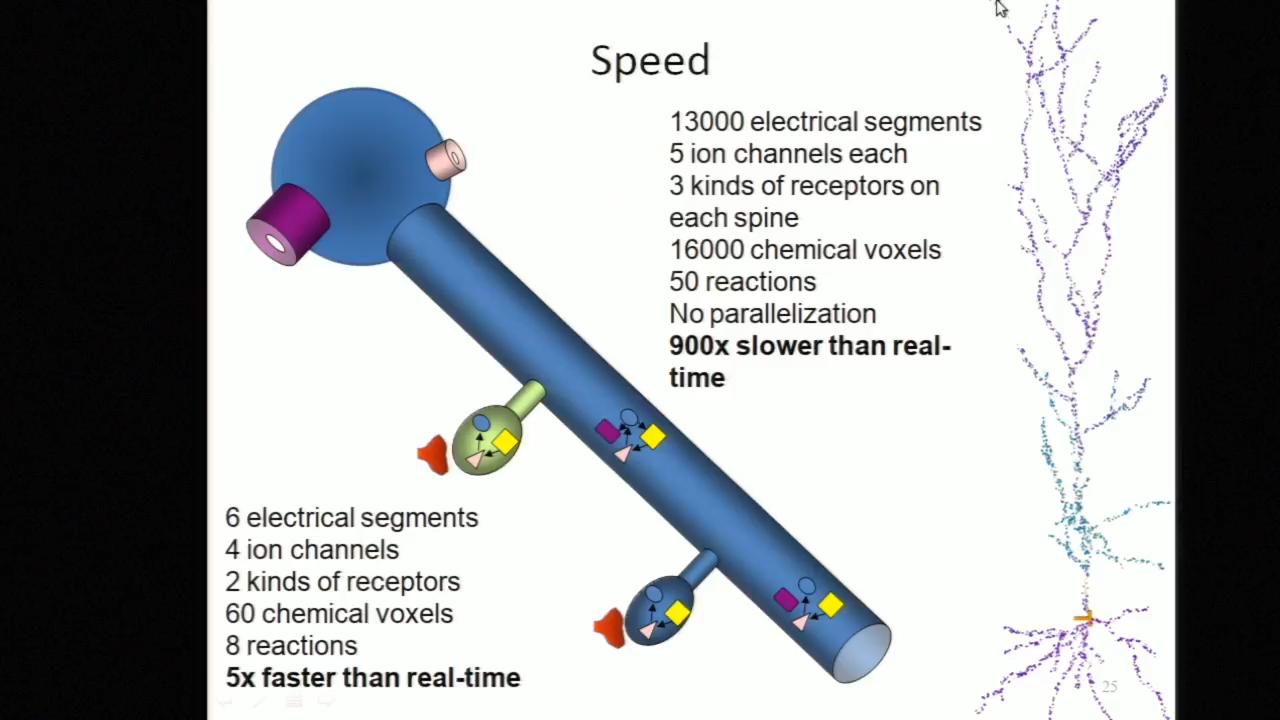 Speed
13000 electrical segments
5 ion channels each
3 kinds of receptors on
each spine
16000 chemical voxels
50 reactions
No parallelization
900x slower than real-
time
6 electrical segments
4 ion channels
2 kinds of receptors
60 chemical voxels
8 reactions
5x faster than real-time
25